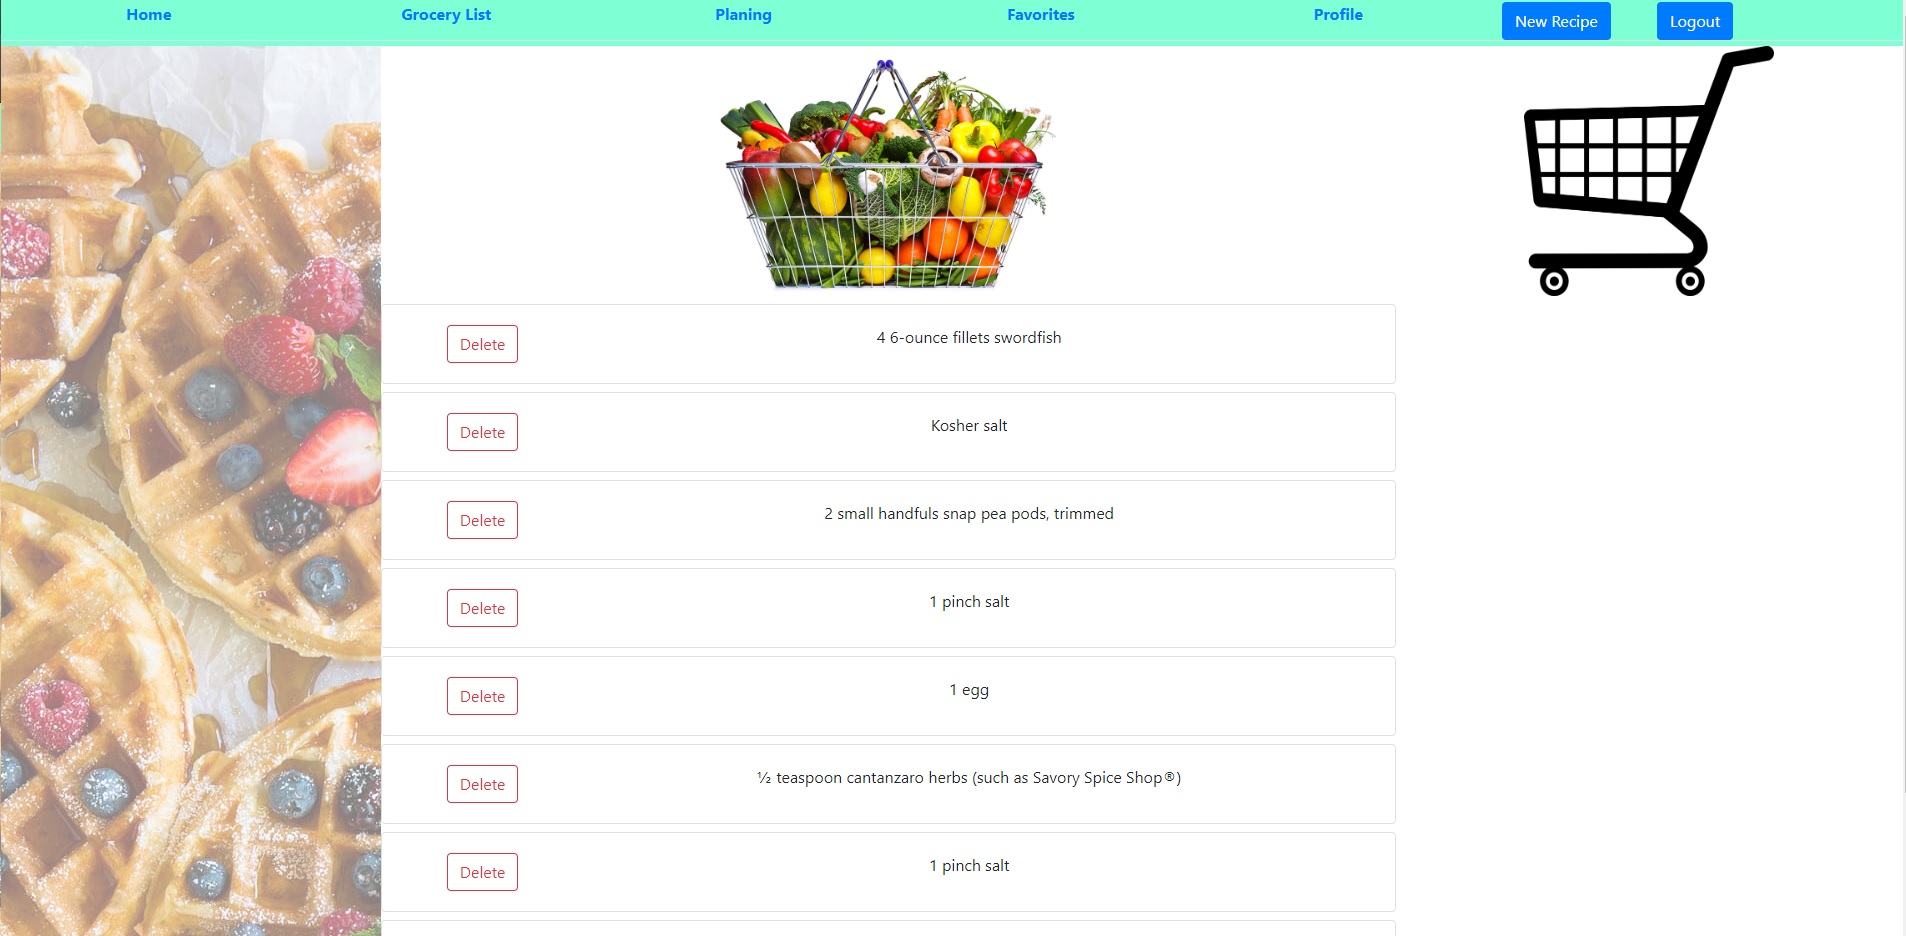 Home
Grocery List
Planing
Favorites
Profile
New Recipe
Logout
Delete
4 6-ounce fillets swordfish
Delete
Kosher salt
Delete
2 small handfuls snap pea pods, trimmed
Delete
1 pinch salt
Delete
1 egg
Delete
½ teaspoon cantanzaro herbs (such as Savory Spice Shop®)
Delete
1 pinch salt